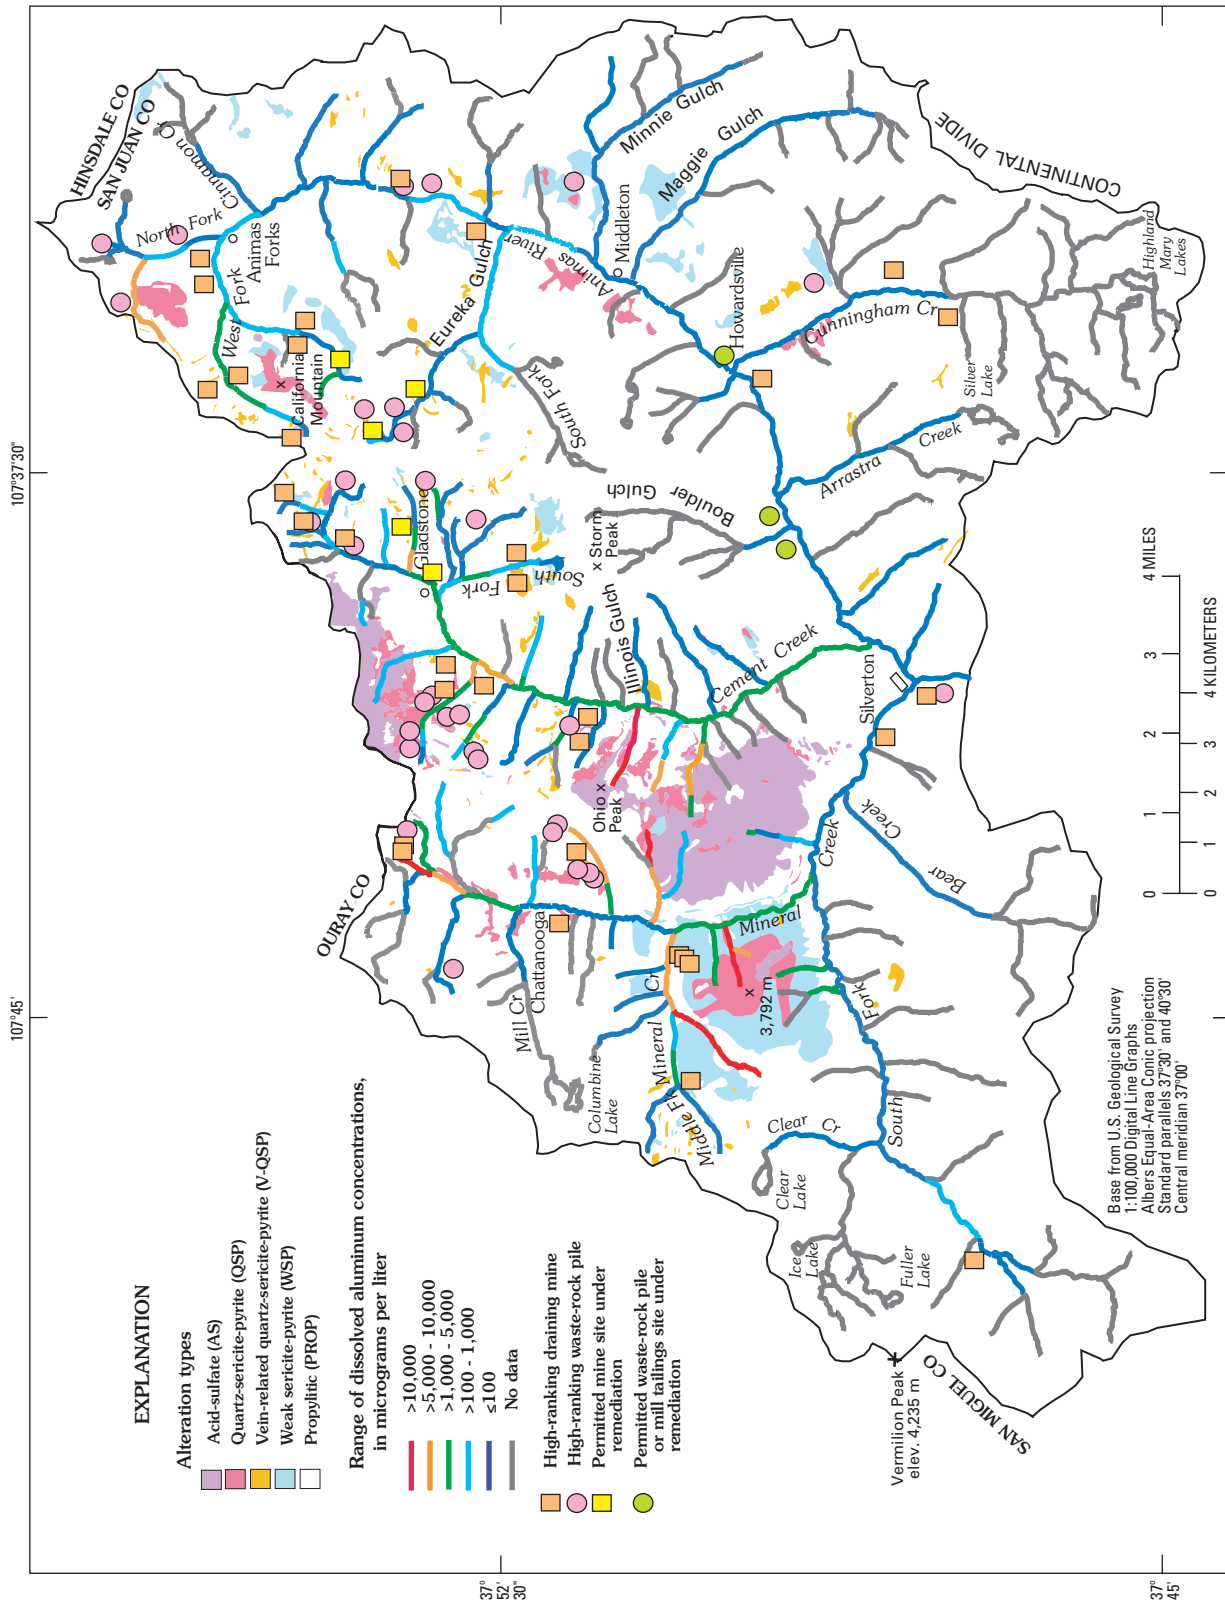 107°45'
107°37'30"
37°
52'
30"
37°
45'
EXPLANATION
Alteration types
Acid-sulfate (AS)
Quartz-sericite-pyrite (QSP)
Vein-related quartz-sericite-pyrite (V-QSP)
Weak sericite-pyrite (WSP)
Propylitic (PROP)
Range of dissolved aluminum concentrations,
in micrograms per liter
>10,000
>5,000 - 10,000
>1,000 - 5,000
>100 - 1,000
≤100
No data
High-ranking draining mine
High-ranking waste-rock pile
Permitted mine site under
remediation
Permitted waste-rock pile
or mill tailings site under
remediation
HINSDALE CO
SAN JUAN CO
OURAY CO
SAN MIGUEL CO
CONTINENTAL DIVIDE
Cinnamon Cr
North Fork
Animas
Forks
West
Fork
California
Mountain
Eureka Gulch
South Fork
Animas
River
Minnie Gulch
Maggie Gulch
Middleton
Howardsville
Cunningham Cr
Highland
Mary
Lakes
Silver
Lake
Arrastra
Creek
Boulder
Gulch
Storm
Peak
Gladstone
South
Fork
Illinois Gulch
Cement Creek
Silverton
Ohio
Peak
Mill Cr
Chattanooga
Columbine
Lake
Middle Fk
Mineral
Cr
Mineral
Creek
3,792 m
Bear
Creek
South
Fork
Clear
Cr
Clear
Lake
Ice
Lake
Fuller
Lake
Vermilion Peak
elev. 4,235 m
0 1 2 3 4 MILES
0 1 2 3 4 KILOMETERS
Base from U.S. Geological Survey
1:100,000 Digital Line Graphs
Albers Equal-Area Conic projection
Standard parallels 37°30' and 40°30'
Central meridian 37°00'